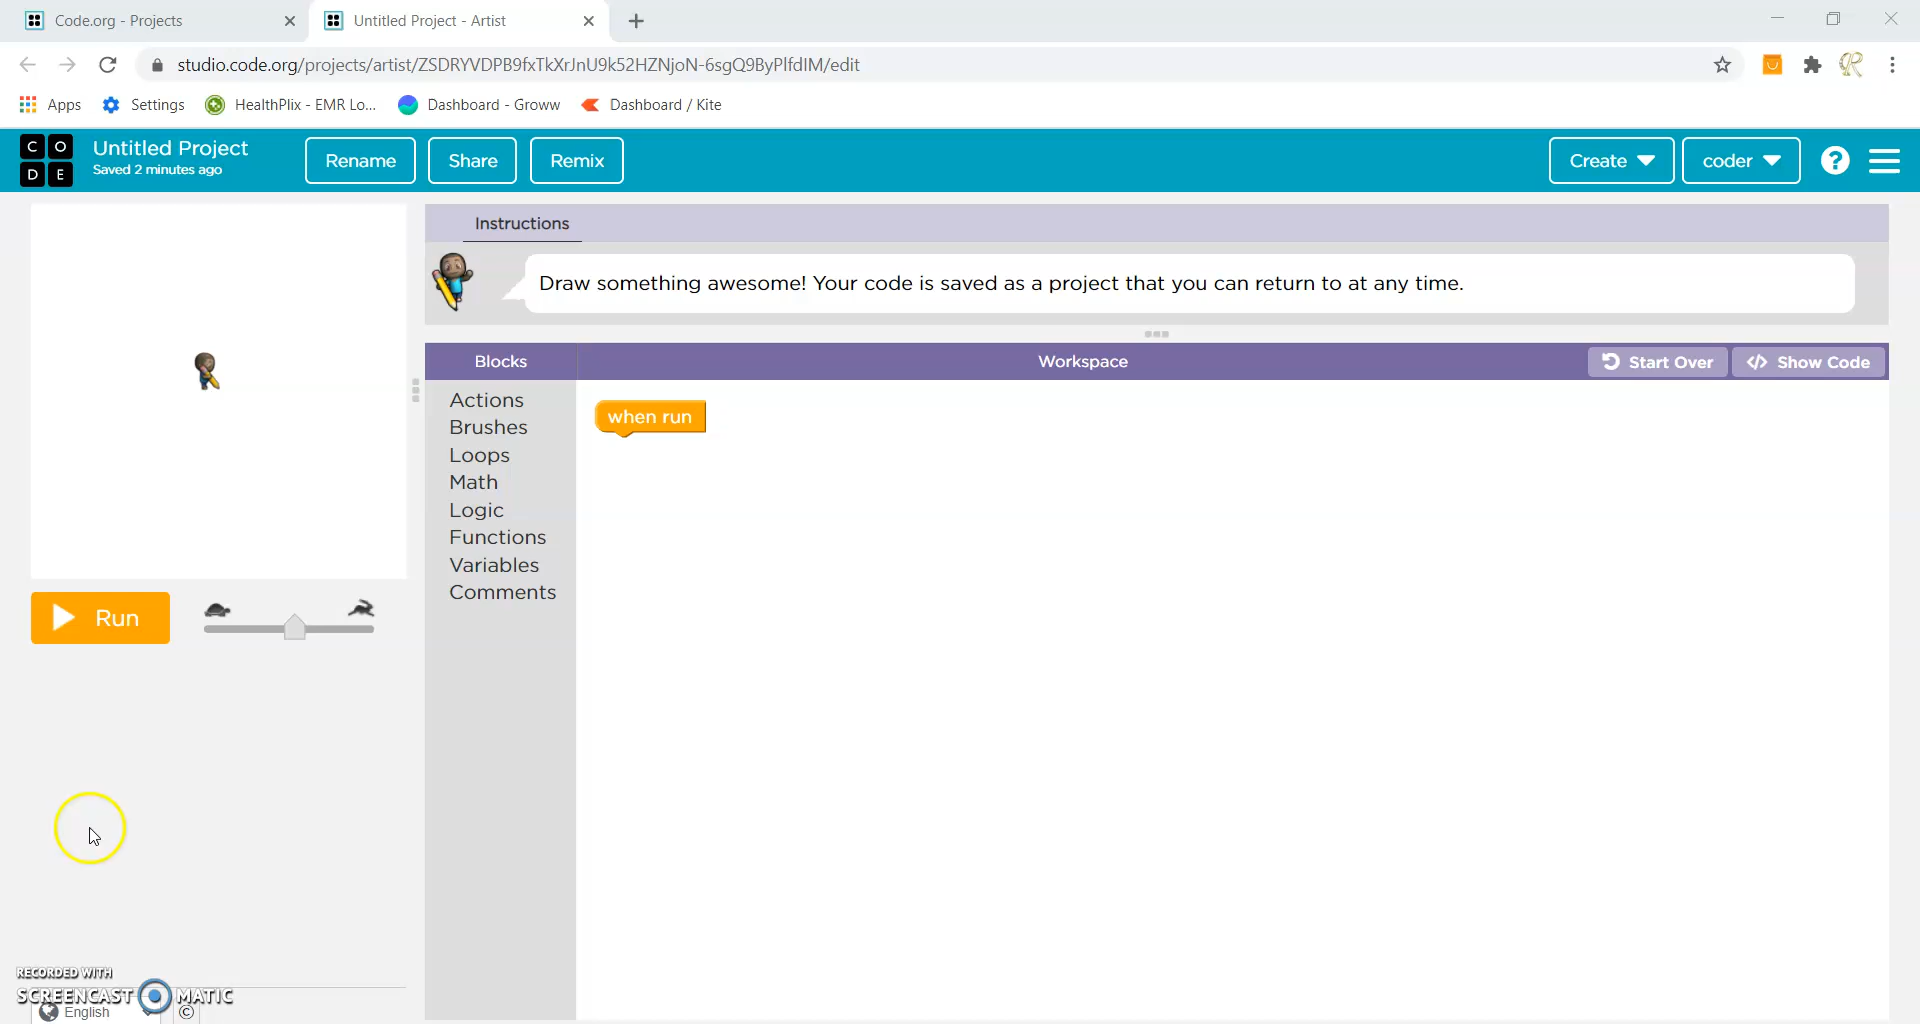 Code.org - Projects
Untitled Project - Artist
studio.code.org/projects/artist/ZSDRYVDPB9fxTkXrJnU9k52HZNjoN-6sgQ9ByPIfdIM/edit
Apps Settings HealthPlix - EMR Lo... Dashboard - Groww Dashboard / Kite
C O D E
Untitled Project
Saved 2 minutes ago
Rename Share Remix
Create coder ?
Instructions
Draw something awesome! Your code is saved as a project that you can return to at any time.
Blocks Workspace Start Over </> Show Code
Actions
Brushes
Loops
Math
Logic
Functions
Variables
Comments
when run
Run
RECORDED WITH
SCREENCAST MATIC
English ©